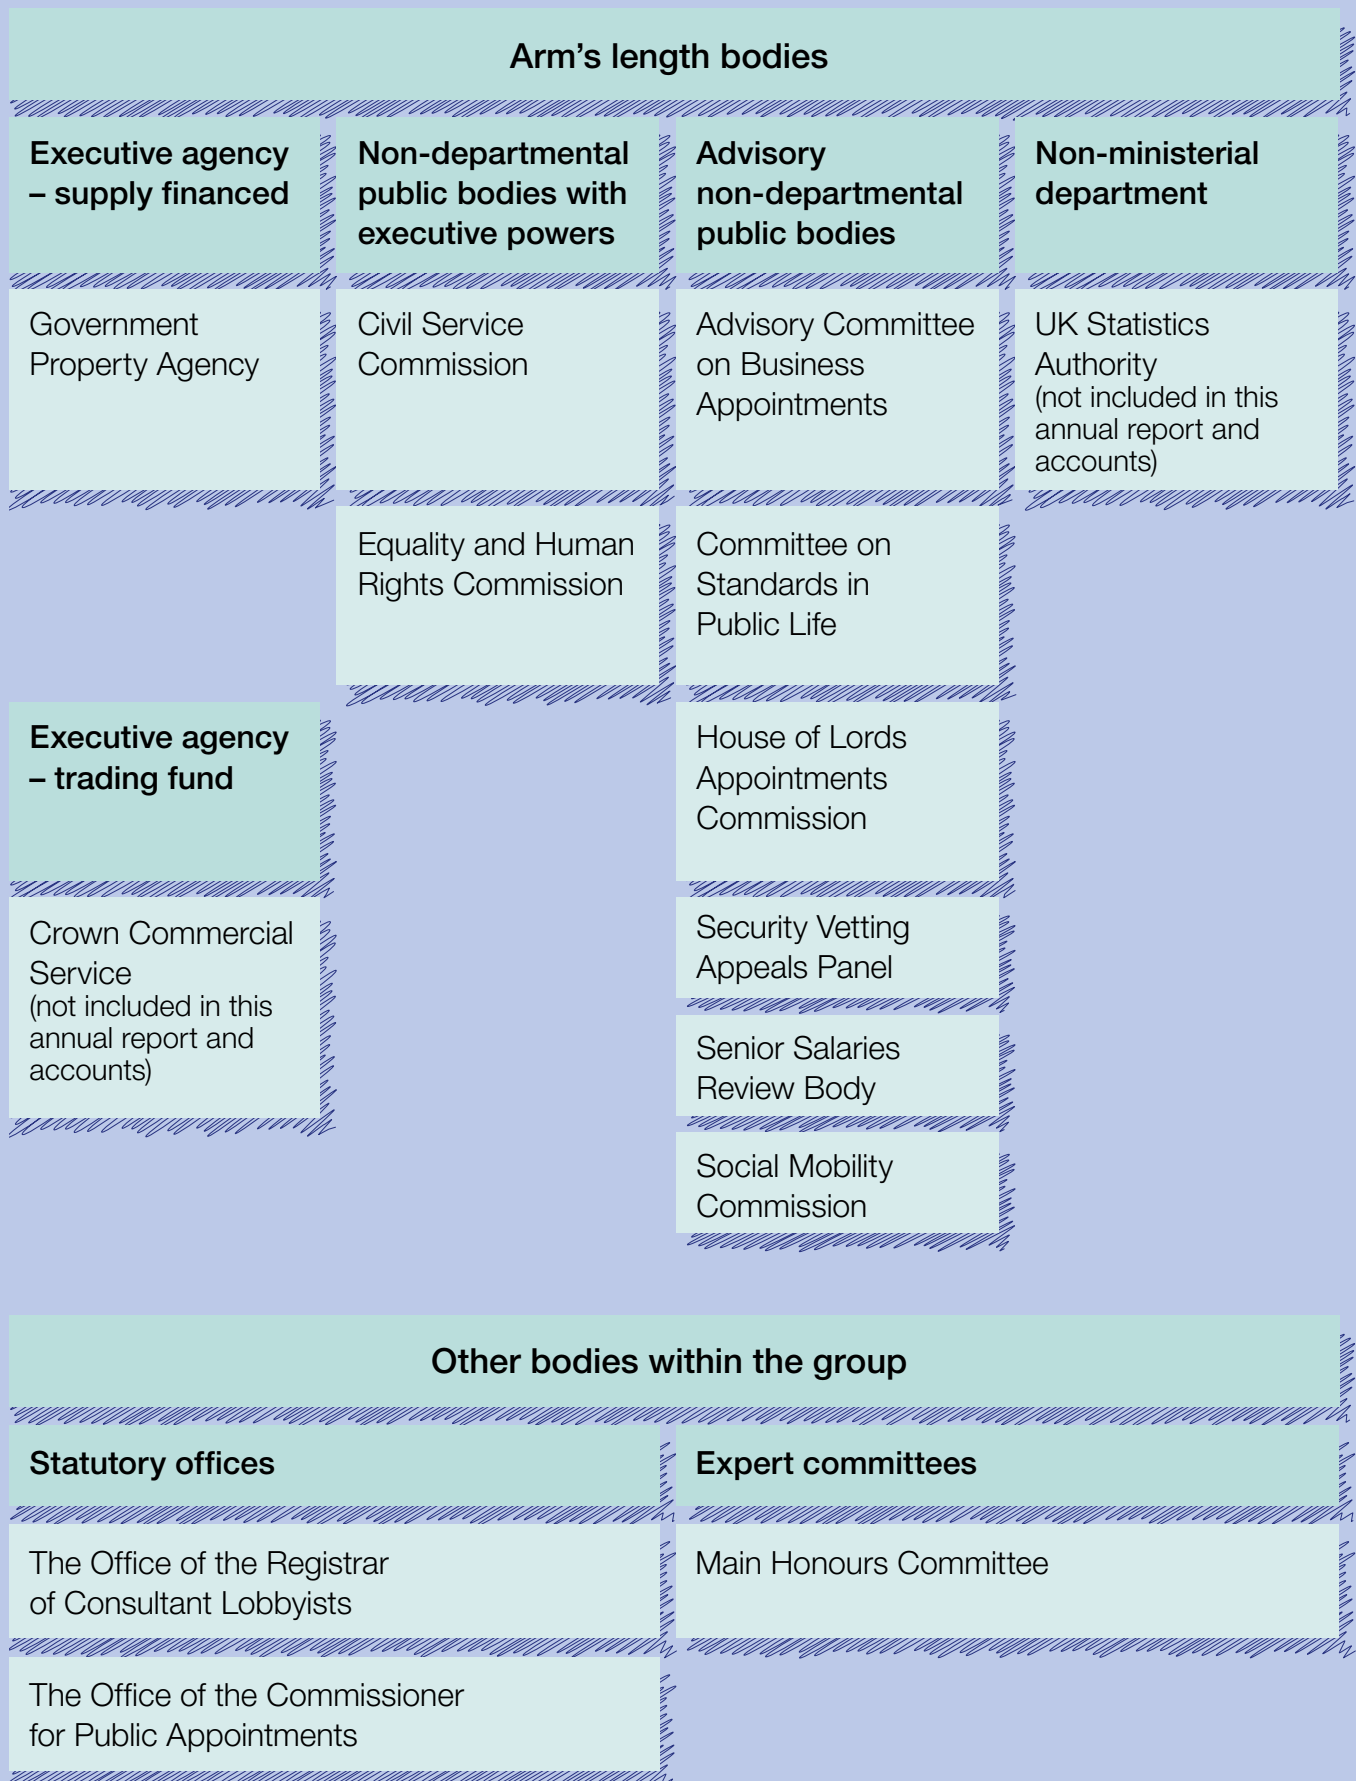 Arm’s length bodies
Executive agency
– supply financed
Government
Property Agency
Executive agency
– trading fund
Crown Commercial
Service
(not included in this
annual report and
accounts)
Non-departmental
public bodies with
executive powers
Civil Service
Commission
Equality and Human
Rights Commission
Advisory
non-departmental
public bodies
Advisory Committee
on Business
Appointments
Committee on
Standards in
Public Life
House of Lords
Appointments
Commission
Security Vetting
Appeals Panel
Senior Salaries
Review Body
Social Mobility
Commission
Non-ministerial
department
UK Statistics
Authority
(not included in this
annual report and
accounts)
Other bodies within the group
Statutory offices
The Office of the Registrar
of Consultant Lobbyists
The Office of the Commissioner
for Public Appointments
Expert committees
Main Honours Committee